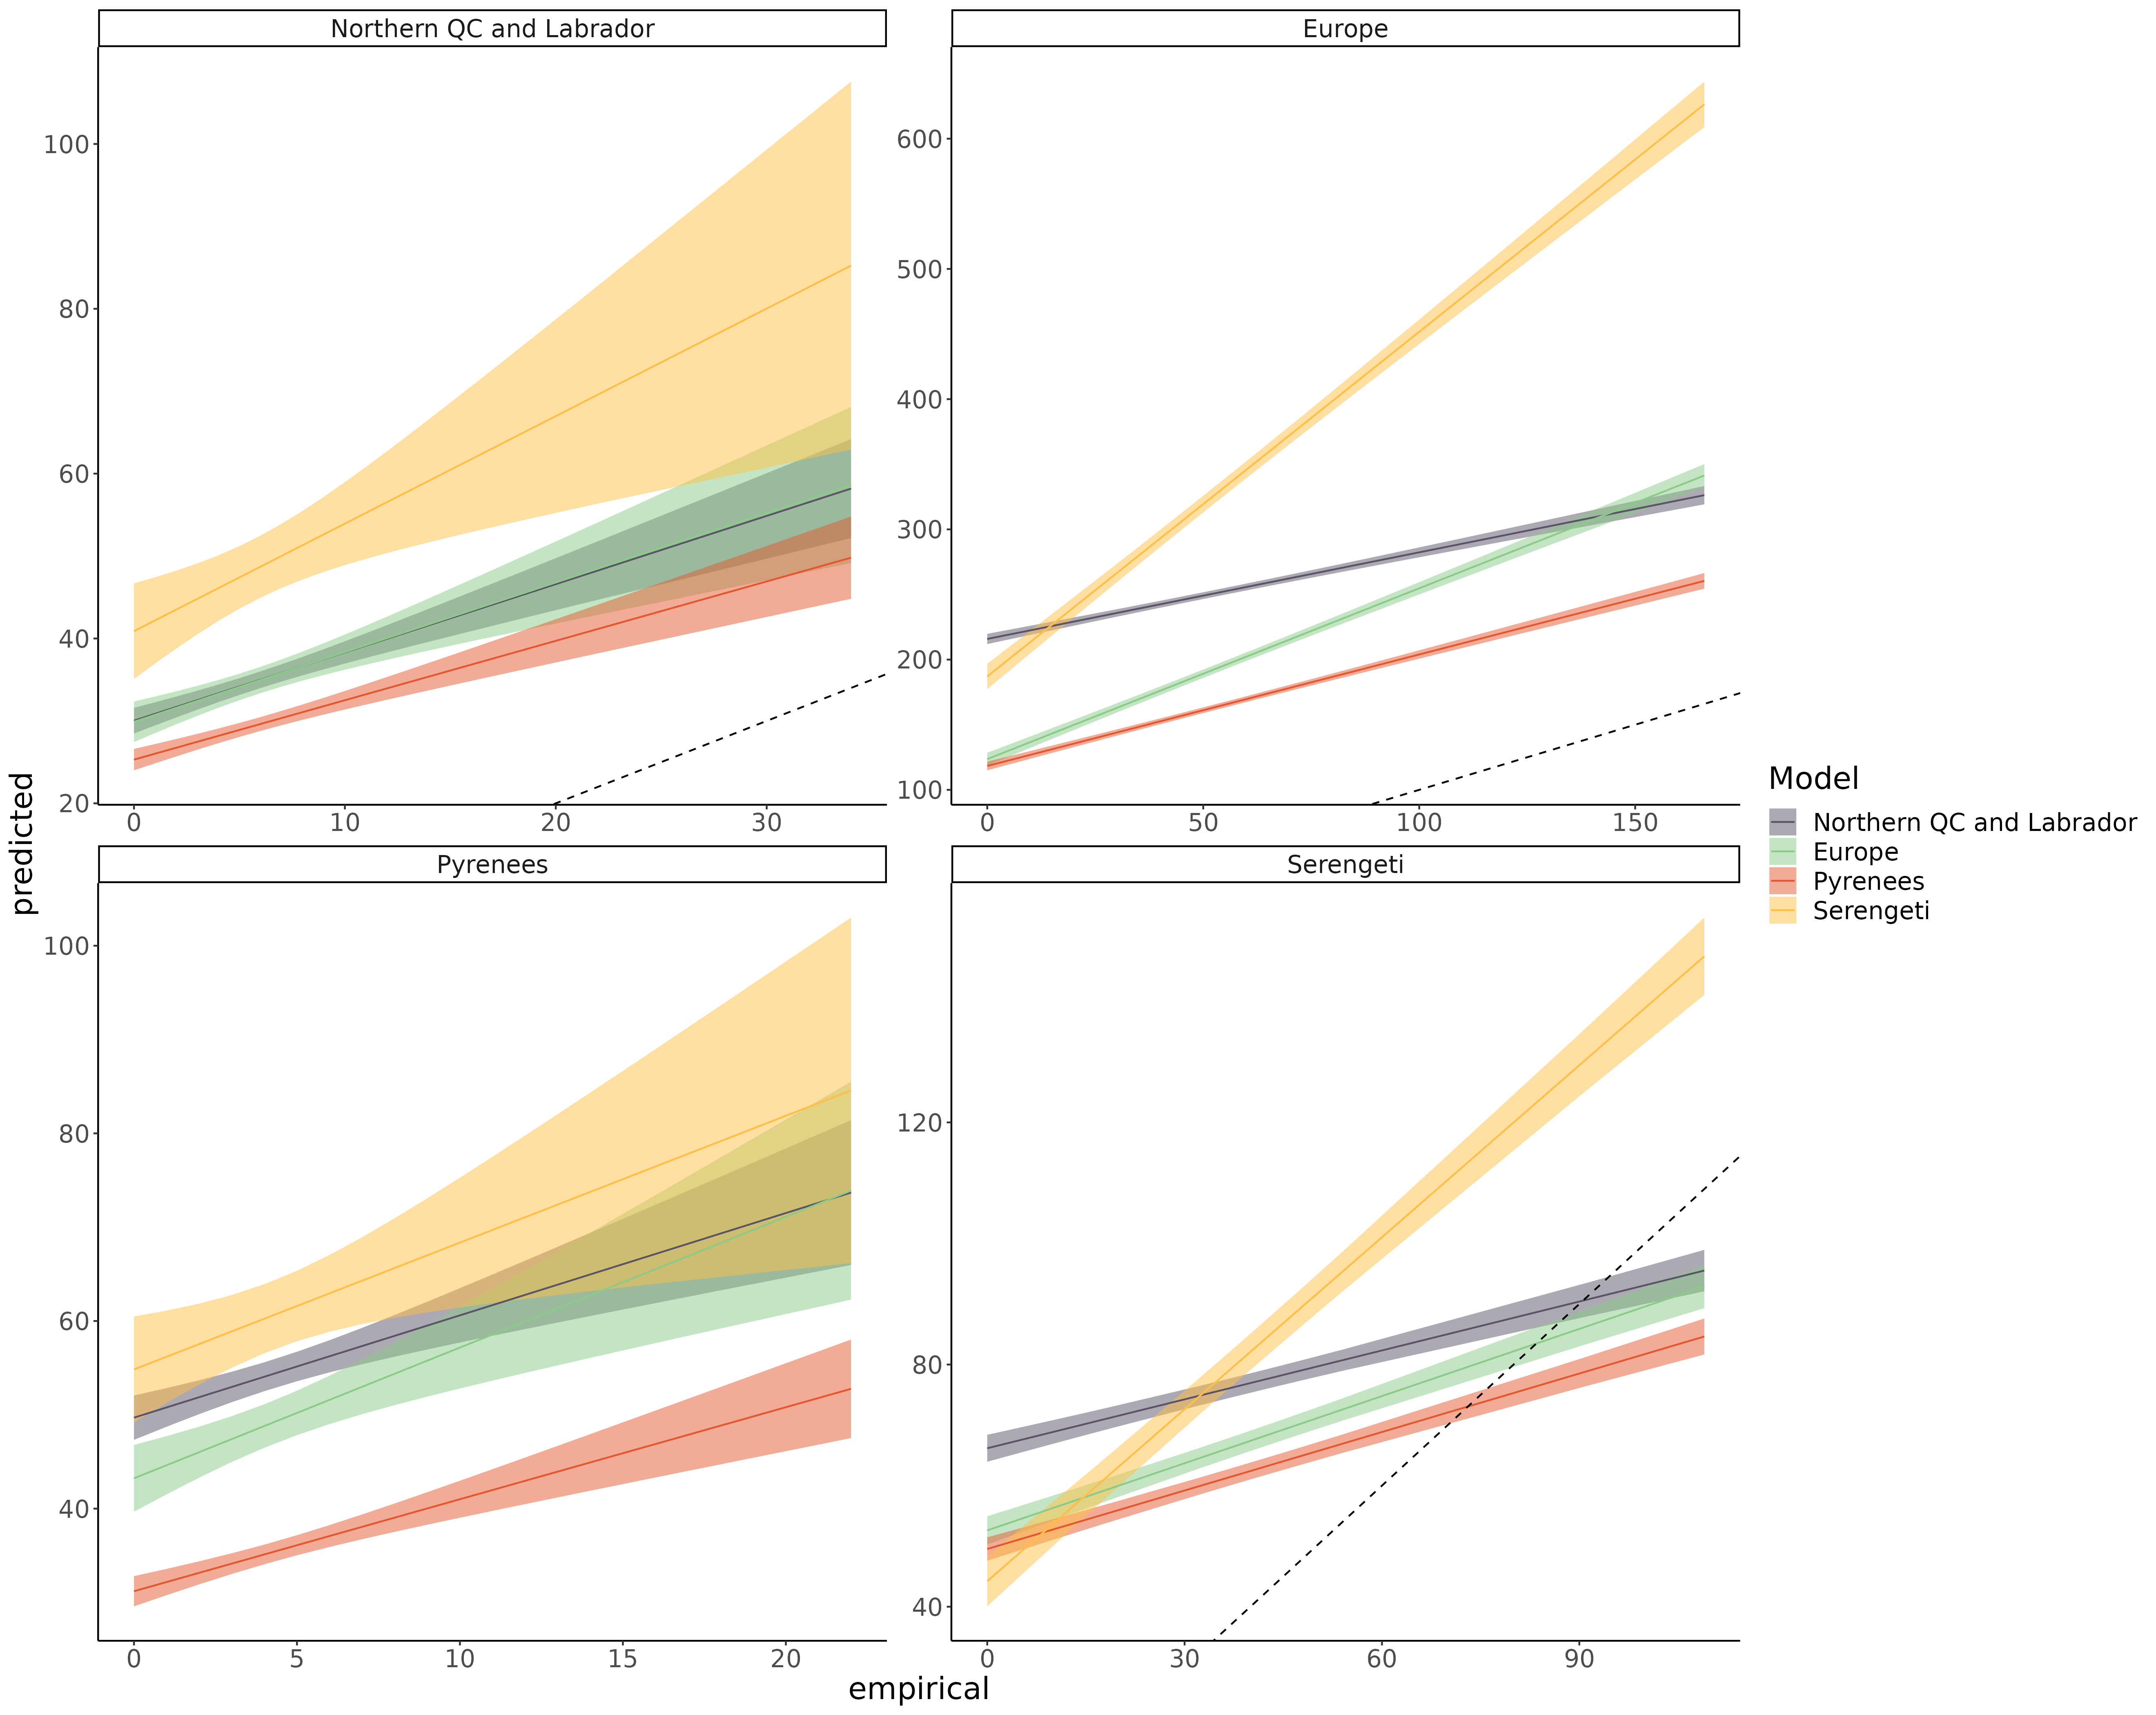 Northern QC and Labrador
Europe
100
80
60
40
20
0 10 20 30
600
500
400
300
200
100
0 50 100 150
Pyrenees
Serengeti
100
80
60
40
0 5 10 15 20
120
80
40
0 30 60 90
predicted
empirical
Model
Northern QC and Labrador
Europe
Pyrenees
Serengeti